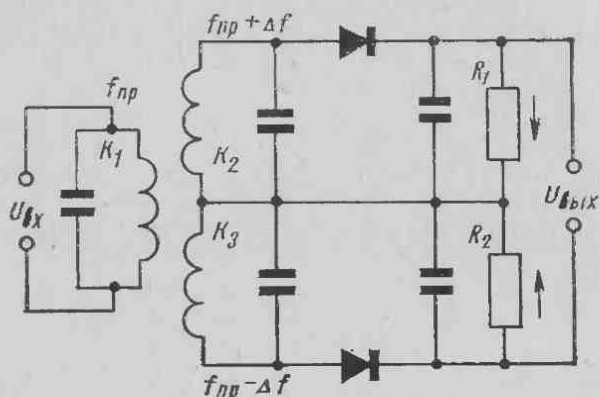 fпр+Δf
fпр
K₁
K₂
R₁
Uвх
Uвых
K₃
R₂
fпр-Δf